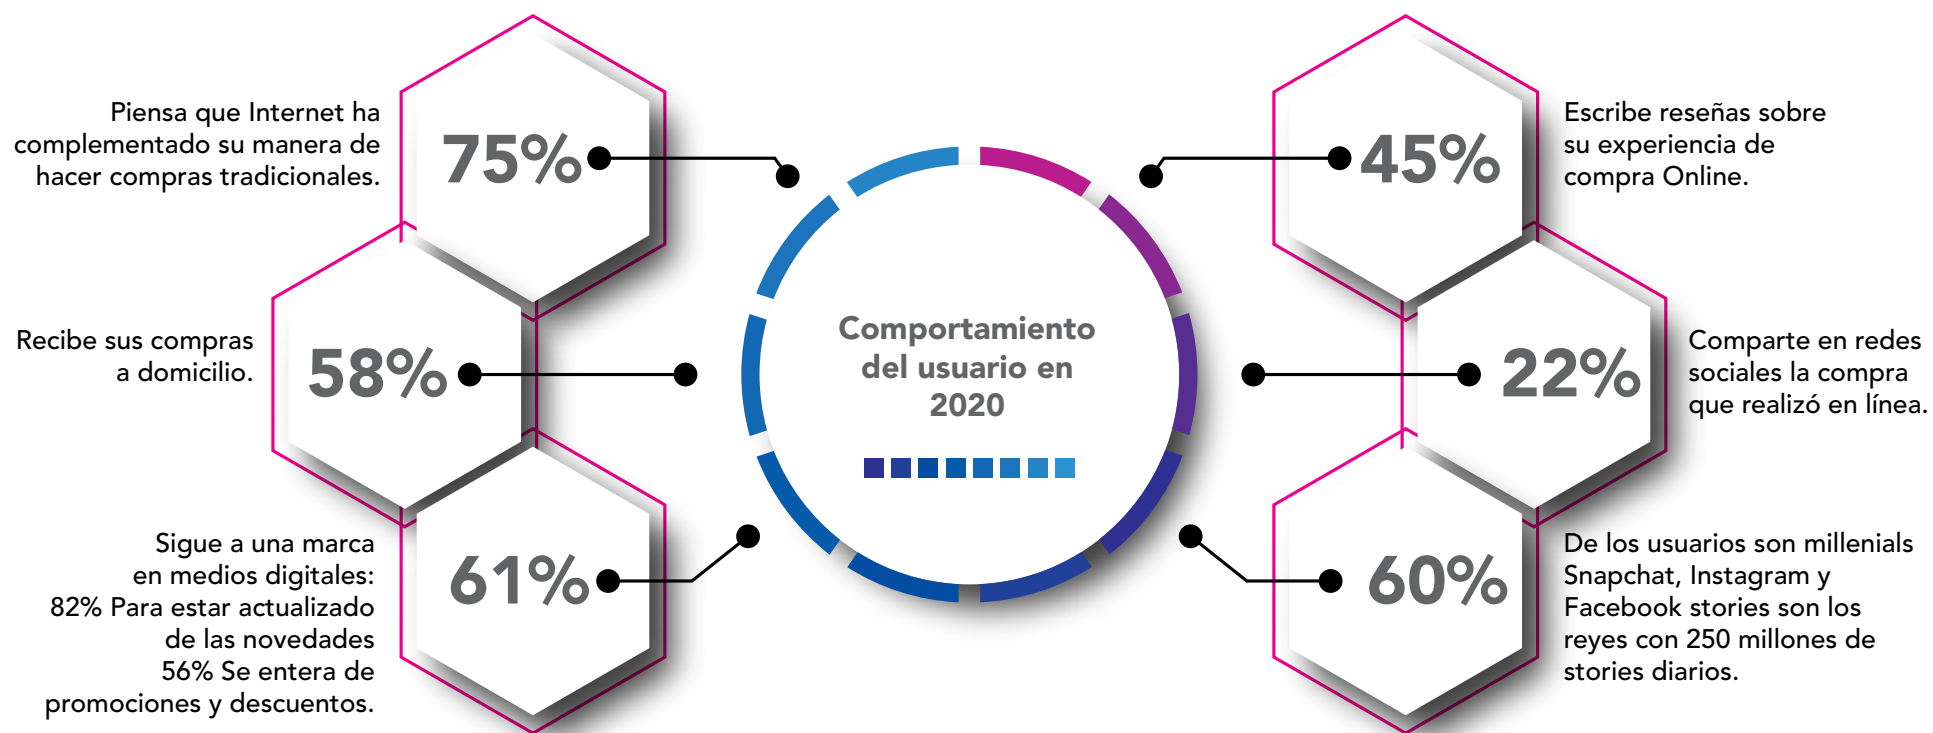 Piensa que Internet ha
complementado su manera de
hacer compras tradicionales.
75%
Recibe sus compras
a domicilio.
58%
Sigue a una marca
en medios digitales:
82% Para estar actualizado
de las novedades
56% Se entera de
promociones y descuentos.
61%
Comportamiento
del usuario en
2020
45%
Escribe reseñas sobre
su experiencia de
compra Online.
22%
Comparte en redes
sociales la compra
que realizó en línea.
60%
De los usuarios son millenials
Snapchat, Instagram y
Facebook stories son los
reyes con 250 millones de
stories diarios.